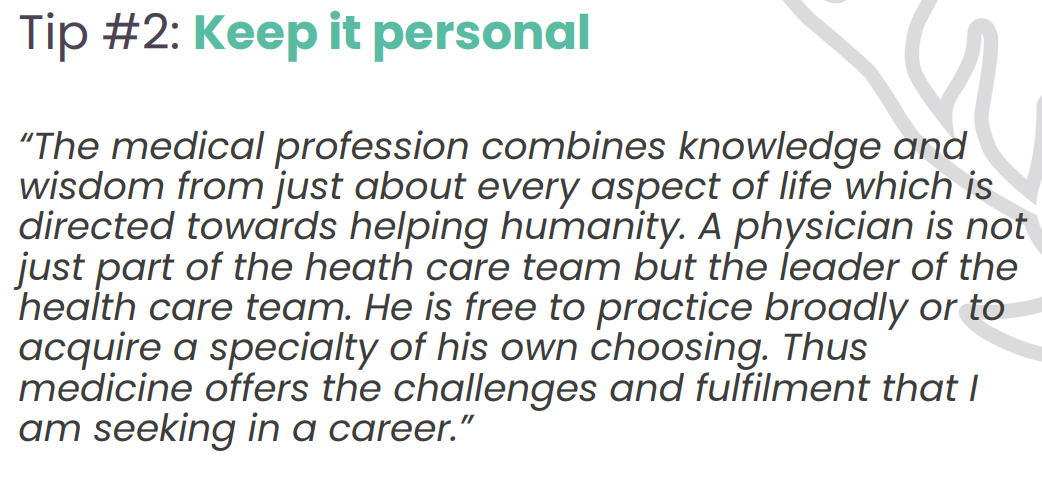 Tip #2: Keep it personal
“The medical profession combines knowledge and
wisdom from just about every aspect of life which is
directed towards helping humanity. A physician is not
just part of the heath care team but the leader of the
health care team. He is free to practice broadly or to
acquire a specialty of his own choosing. Thus
medicine offers the challenges and fulfilment that I
am seeking in a career.”